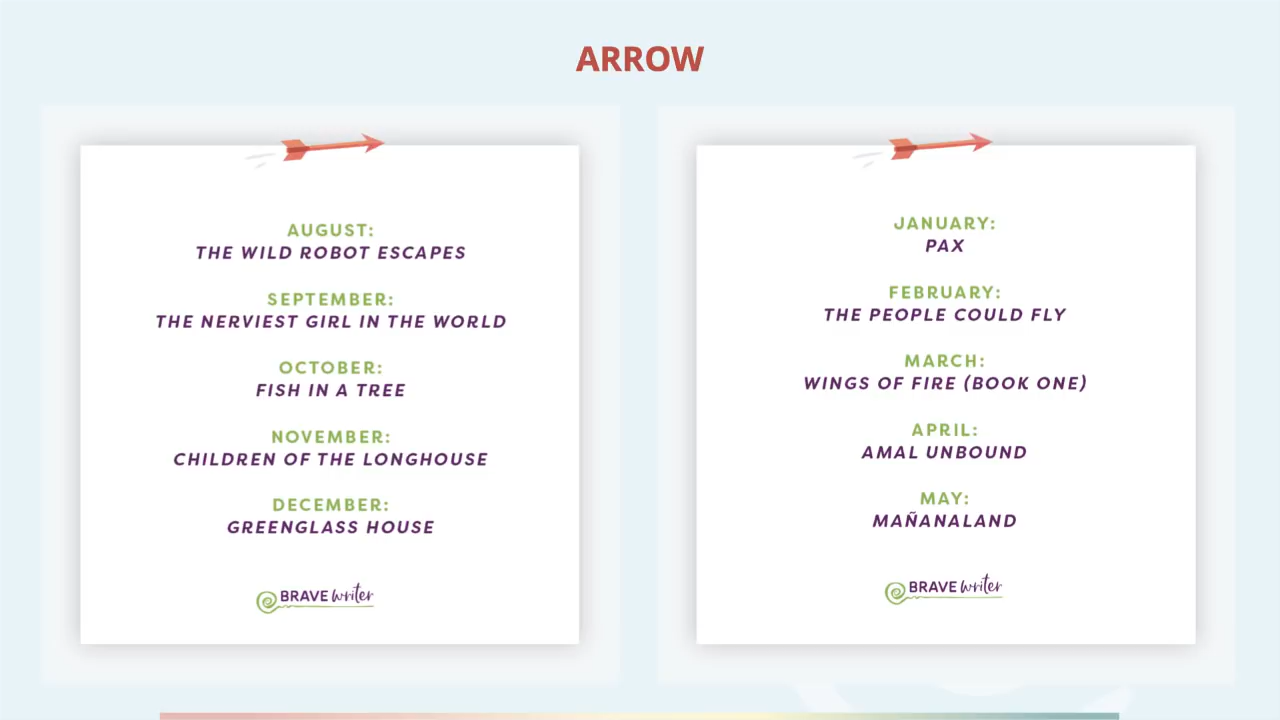 ARROW
AUGUST:
THE WILD ROBOT ESCAPES
SEPTEMBER:
THE NERVIEST GIRL IN THE WORLD
OCTOBER:
FISH IN A TREE
NOVEMBER:
CHILDREN OF THE LONGHOUSE
DECEMBER:
GREENGLASS HOUSE
BRAVE writer
JANUARY:
PAX
FEBRUARY:
THE PEOPLE COULD FLY
MARCH:
WINGS OF FIRE (BOOK ONE)
APRIL:
AMAL UNBOUND
MAY:
MAÑANALAND
BRAVE writer